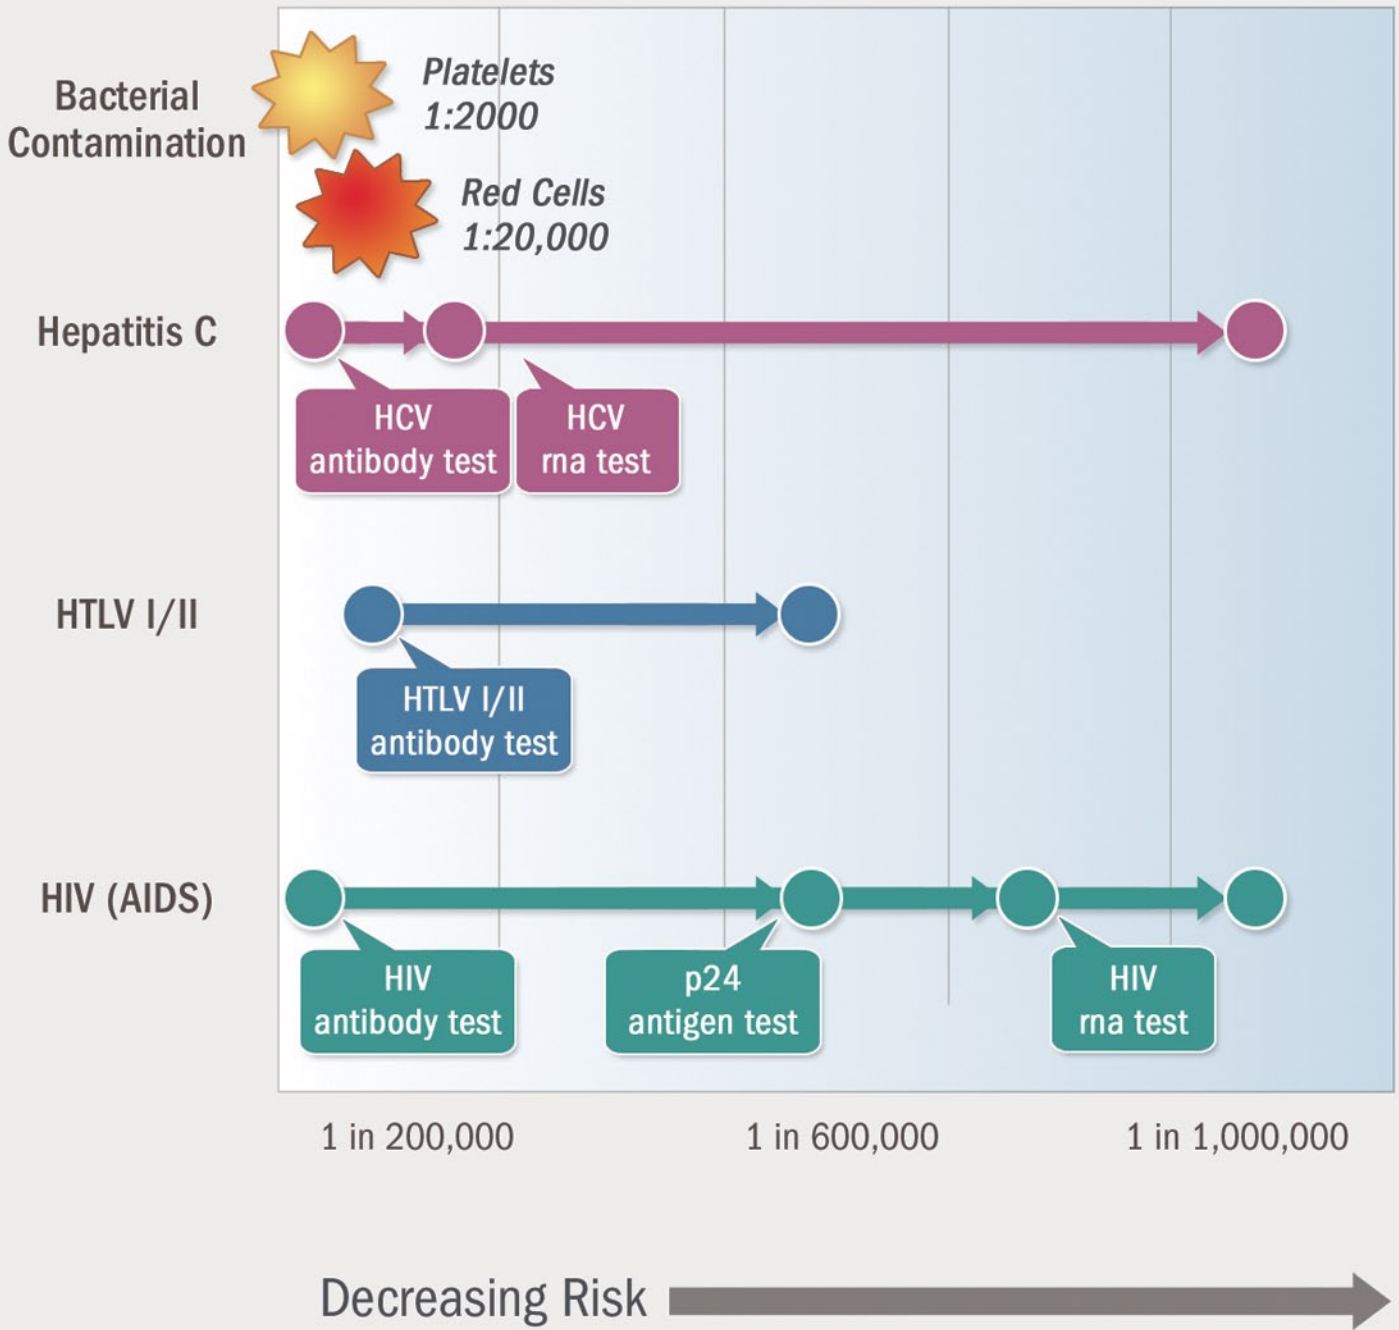 Bacterial
Contamination
Platelets
1:2000
Red Cells
1:20,000
Hepatitis C
HCV
antibody test
HCV
rna test
HTLV I/II
HTLV I/II
antibody test
HIV (AIDS)
HIV
antibody test
p24
antigen test
HIV
rna test
1 in 200,000
1 in 600,000
1 in 1,000,000
Decreasing Risk